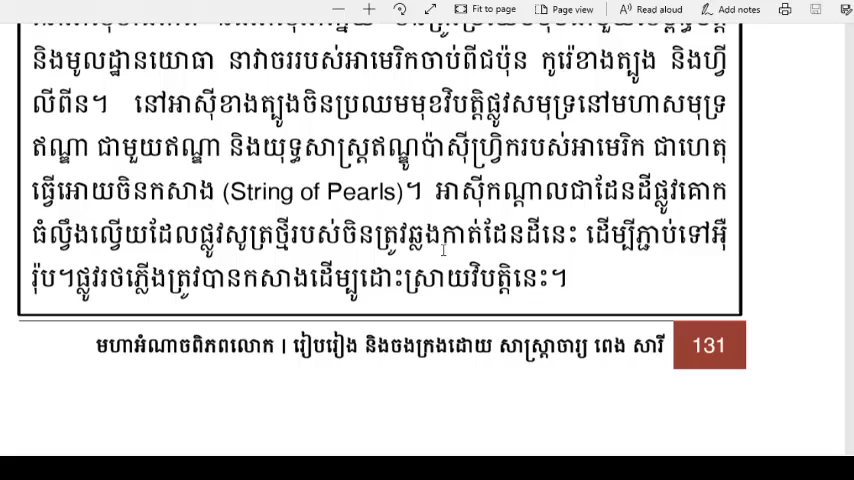 Fit to page Page view Read aloud Add notes
និងមូលដ្ឋានយោធា នាវាចររបស់អាមេរិកចាប់ពីជប៉ុន កូរ៉េខាងត្បូង និងហ្វី
លីពីន។ នៅអាស៊ីខាងត្បូងចិនប្រឈមមុខវិបត្តិផ្លូវសមុទ្រនៅមហាសមុទ្រ
ឥណ្ឌា ជាមួយឥណ្ឌា និងយុទ្ធសាស្ត្រឥណ្ឌូប៉ាស៊ីហ្វិ្រករបស់អាមេរិក ជាហេតុ
ធ្វើអោយចិនកសាង (String of Pearls)។ អាស៊ីកណ្តាលជាដែនដីផ្លូវគោក
ធំល្វឹងល្វើយដែលផ្លូវសូត្រថ្មីរបស់ចិនត្រូវឆ្លងកាត់ដែនដីនេះ ដើម្បីភ្ជាប់ទៅអ៊ឺ
រ៉ុប។ផ្លូវរថភ្លើងត្រូវបានកសាងដើម្បូដោះស្រាយវិបត្តិនេះ។
មហាអំណាចពិភពលោក | រៀបរៀង និងចងក្រងដោយ សាស្ត្រាចារ្យ ពេង សារី 131